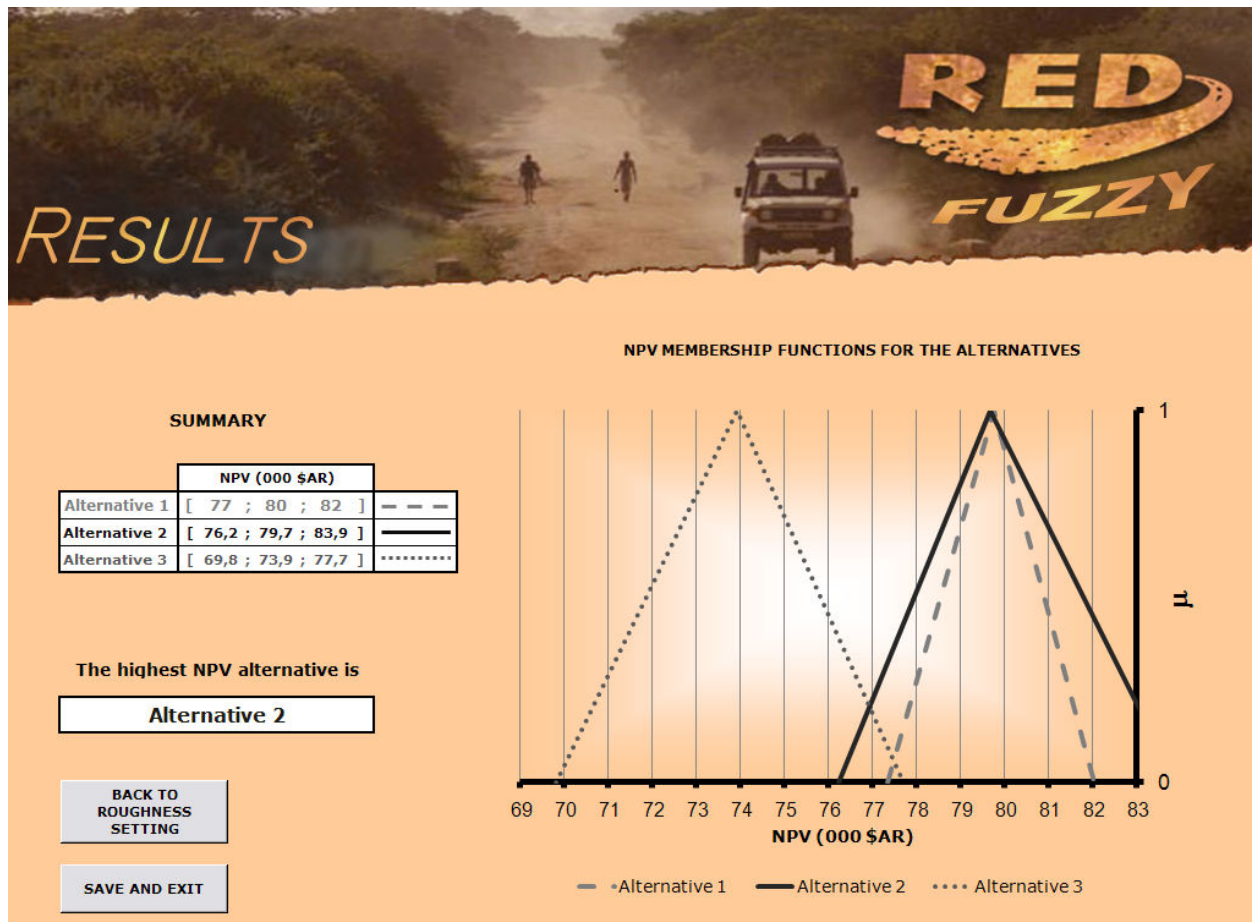 RED
FUZZY
RESULTS
NPV MEMBERSHIP FUNCTIONS FOR THE ALTERNATIVES
SUMMARY
NPV (000 $AR)
Alternative 1 [ 77 ; 80 ; 82 ]
Alternative 2 [ 76,2 ; 79,7 ; 83,9 ]
Alternative 3 [ 69,8 ; 73,9 ; 77,7 ]
The highest NPV alternative is
Alternative 2
BACK TO
ROUGHNESS
SETTING
SAVE AND EXIT
1
μ
0
69 70 71 72 73 74 75 76 77 78 79 80 81 82 83
NPV (000 $AR)
Alternative 1 Alternative 2 Alternative 3